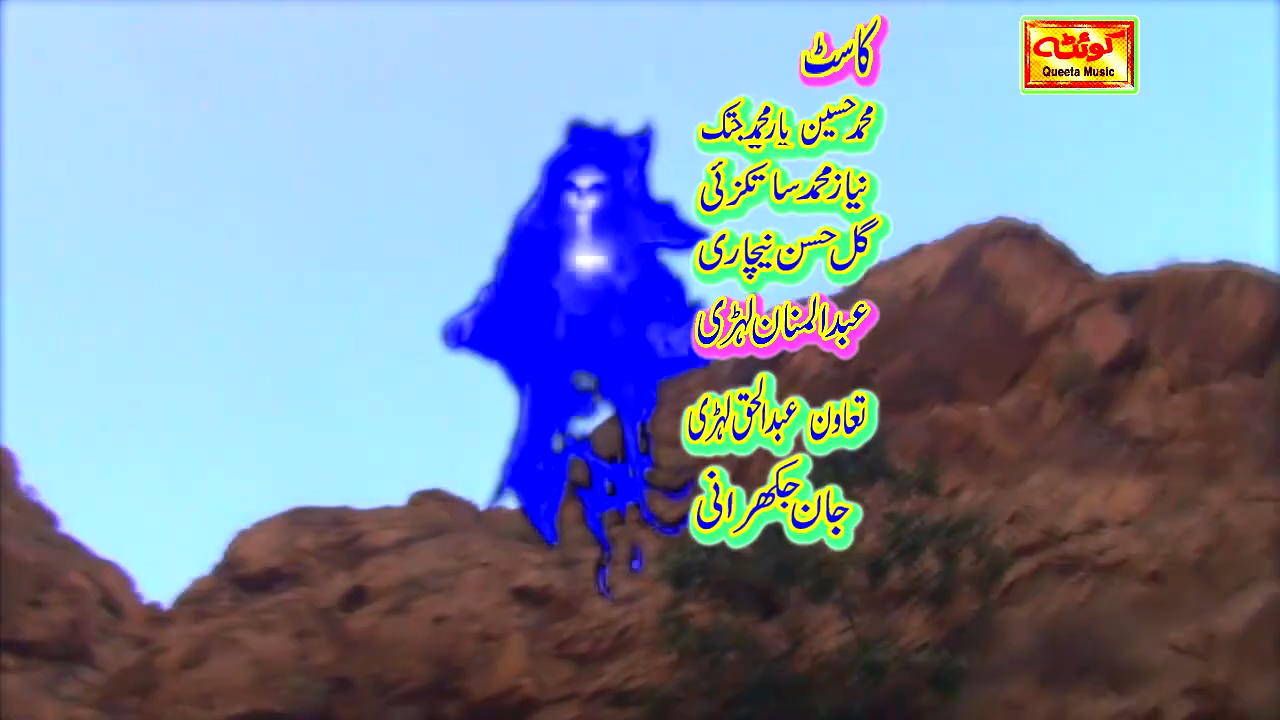 کاسٹ
کوئٹہ
Queeta Music
محمد حسین یار محمد جتک
نیاز محمد ساتکزئی
گل حسن نیچاری
عبدالمنان لہڑی
تعاون عبدالحق لہڑی
جان جکھرانی